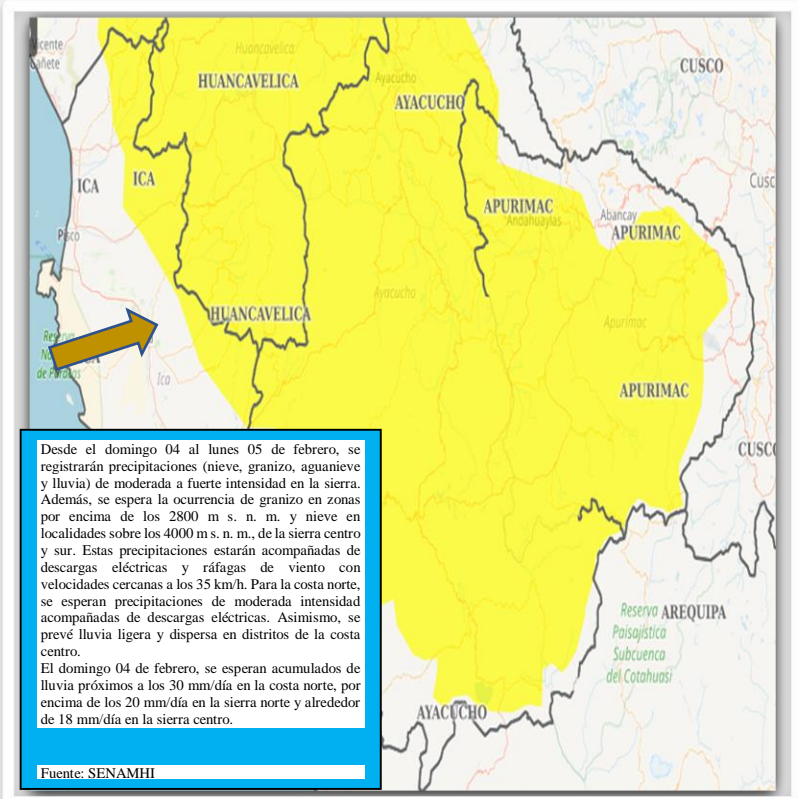 Vicente
Cañete
Huancavelica
HUANCAVELICA
CUSCO
Ayacucho
AYACUCHO
ICA
ICA
Cusc
APURIMAC
Andahuaylas
Abancay
APURIMAC
Pisco
Ayacucho
HUANCAVELICA
Apurímac
Ica
APURIMAC
CUSCO
Desde el domingo 04 al lunes 05 de febrero, se
registrarán precipitaciones (nieve, granizo, aguanieve
y lluvia) de moderada a fuerte intensidad en la sierra.
Además, se espera la ocurrencia de granizo en zonas
por encima de los 2800 m s. n. m. y nieve en
localidades sobre los 4000 m s. n. m., de la sierra centro
y sur. Estas precipitaciones estarán acompañadas de
descargas eléctricas y ráfagas de viento con
velocidades cercanas a los 35 km/h. Para la costa norte,
se esperan precipitaciones de moderada intensidad
acompañadas de descargas eléctricas. Asimismo, se
prevé lluvia ligera y dispersa en distritos de la costa
centro.
El domingo 04 de febrero, se esperan acumulados de
lluvia próximos a los 30 mm/día en la costa norte, por
encima de los 20 mm/día en la sierra norte y alrededor
de 18 mm/día en la sierra centro.
Fuente: SENAMHI
Reserva
Paisajística
Subcuenca
del Cotahuasi
AREQUIPA
AYACUCHO